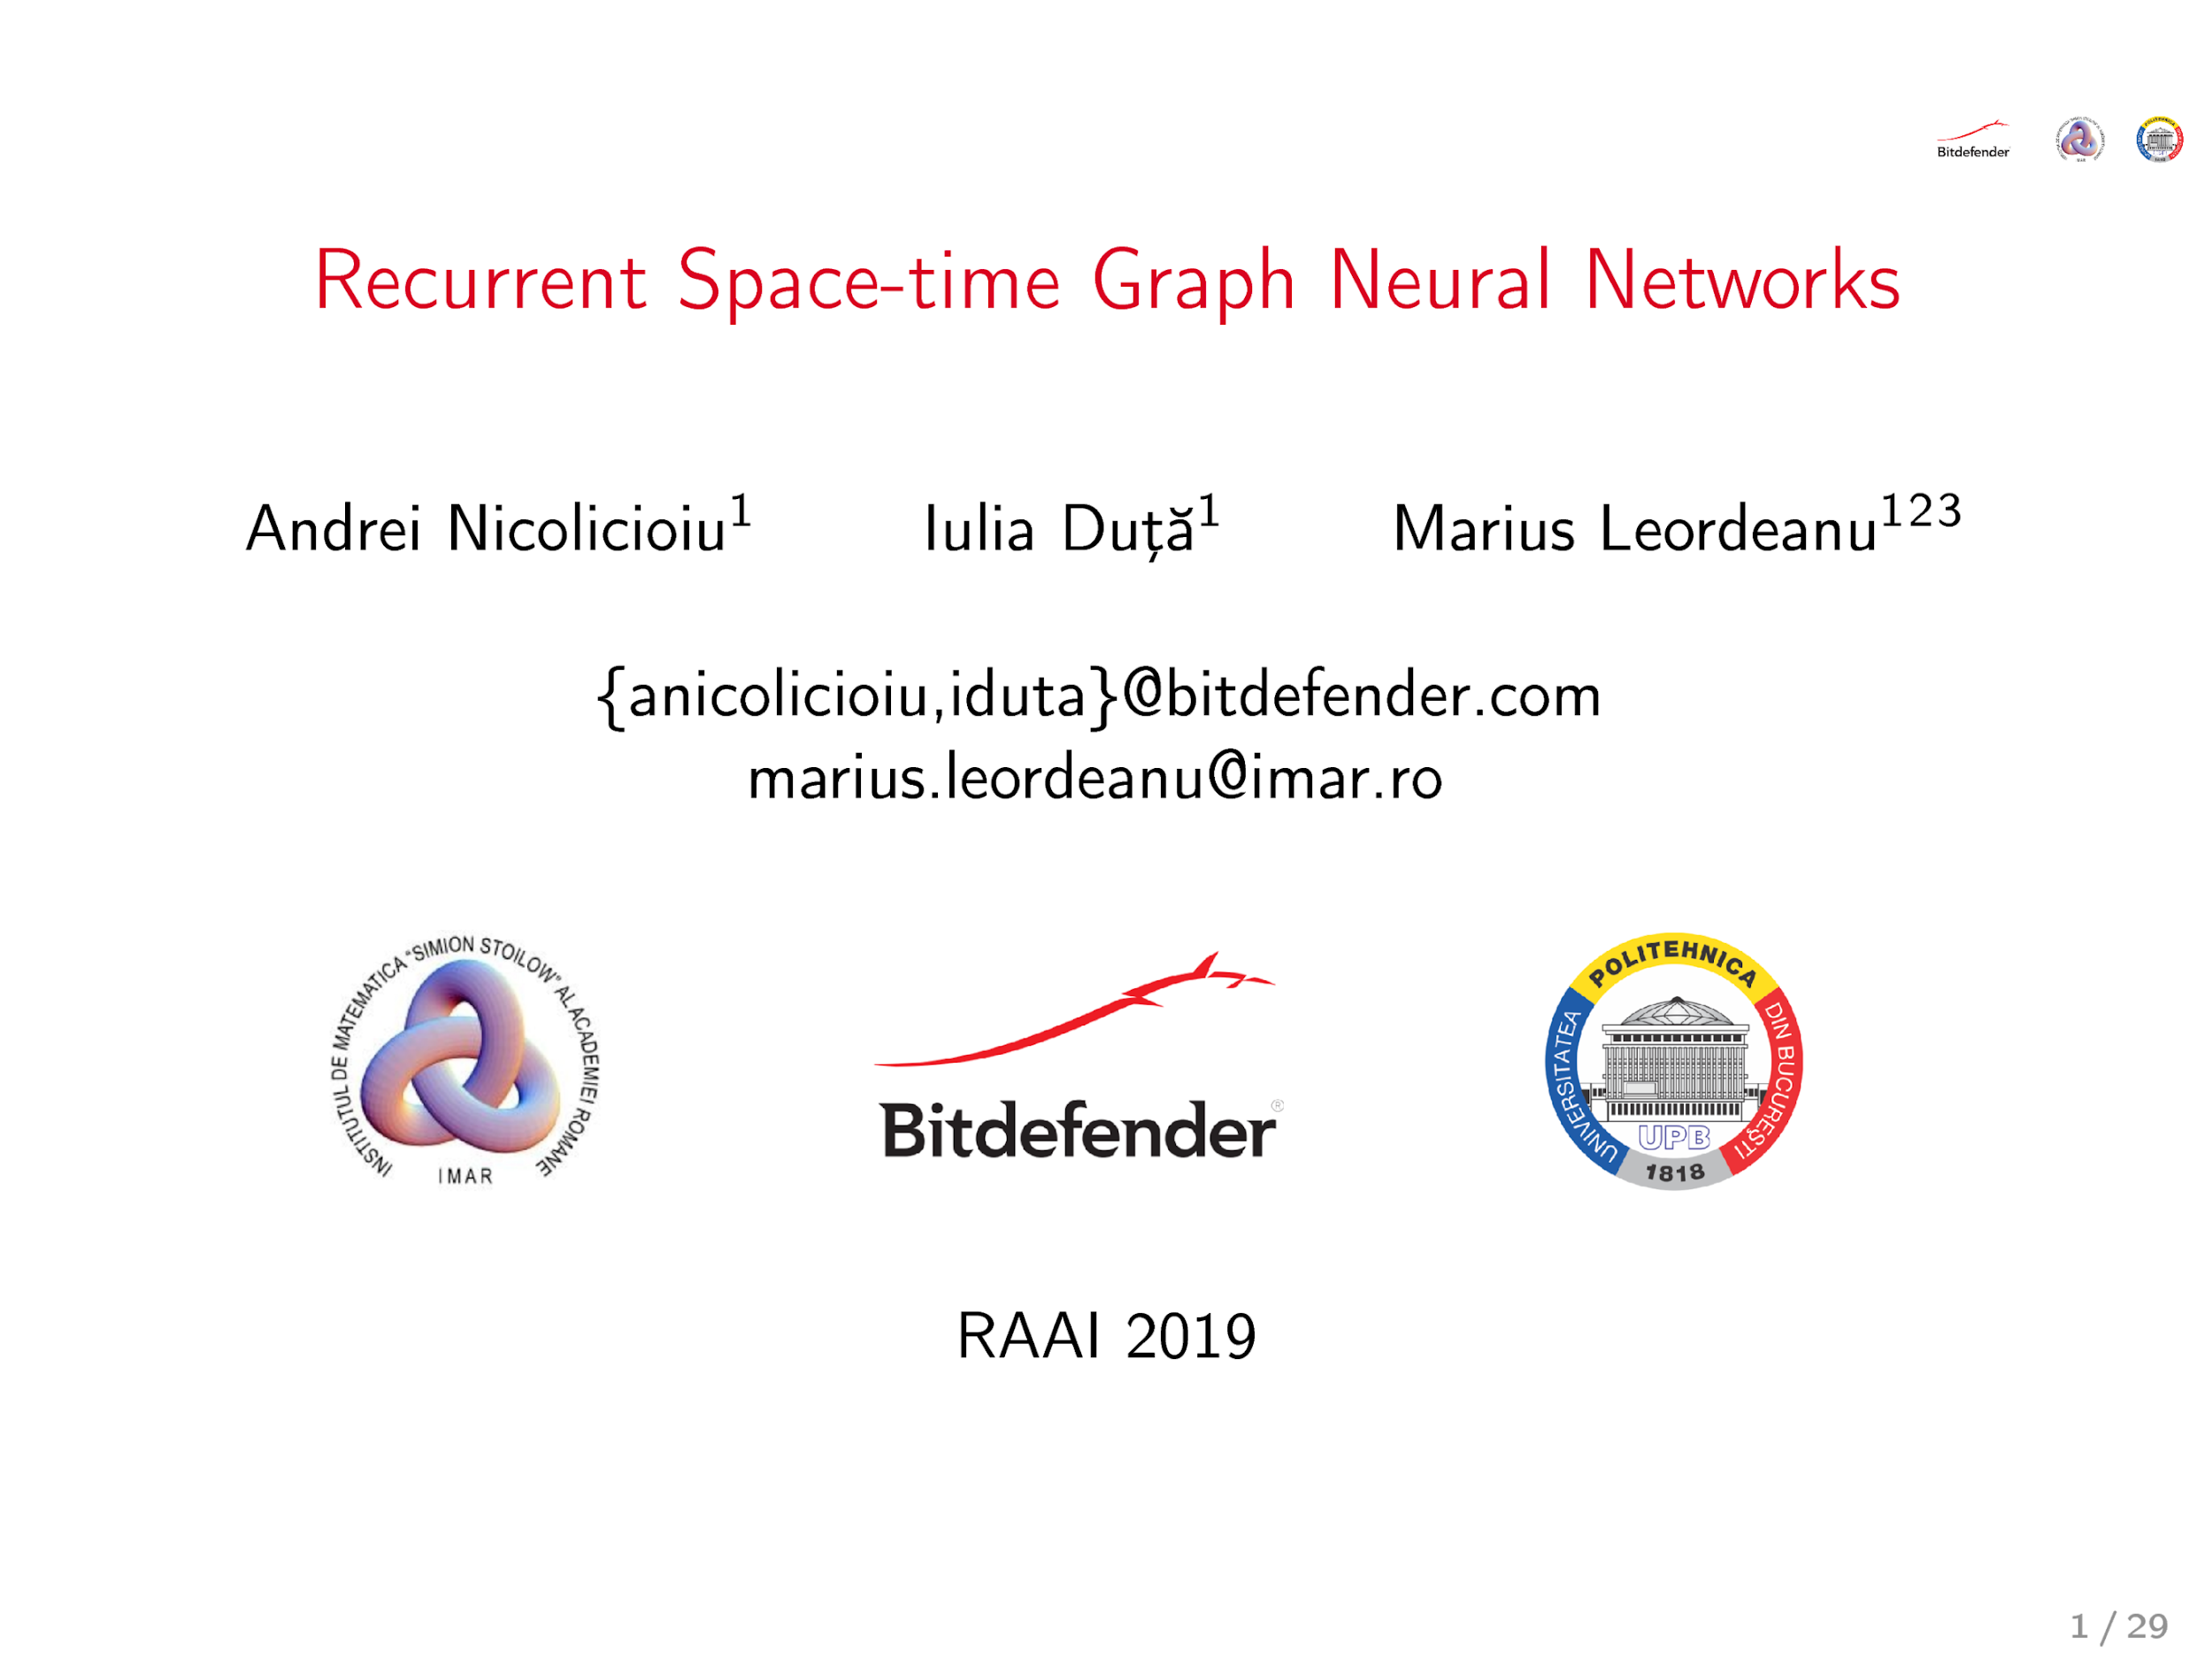 Bitdefender
Recurrent Space-time Graph Neural Networks
Andrei Nicolicioiu¹ Iulia Duță¹ Marius Leordeanu¹²³
{anicolicioiu,iduta}@bitdefender.com
marius.leordeanu@imar.ro
INSTITUTUL DE MATEMATICA "SIMION STOILOW" AL ACADEMIEI ROMANE
IMAR
Bitdefender®
UNIVERSITATEA POLITEHNICA DIN BUCUREȘTI
UPB
1818
RAAI 2019
1 / 29